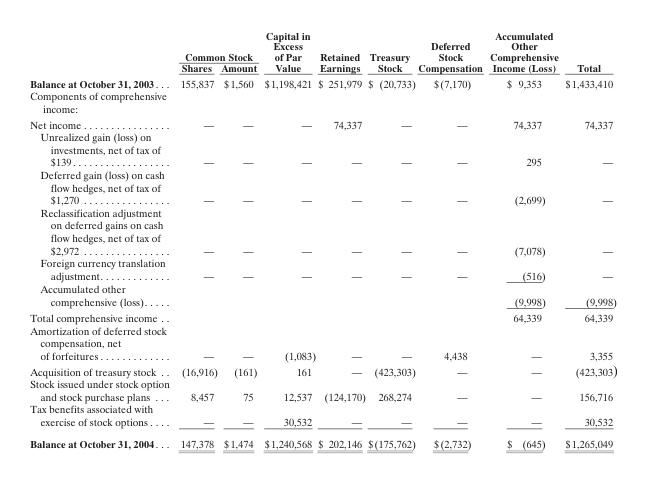 Capital in Accumulated
Excess Deferred Other
Common Stock of Par Retained Treasury Stock Comprehensive
Shares Amount Value Earnings Stock Compensation Income (Loss) Total
Balance at October 31, 2003... 155,837 $1,560 $1,198,421 $ 251,979 $ (20,733) $(7,170) $ 9,353 $1,433,410
Components of comprehensive
income:
Net income ................ — — — 74,337 — — 74,337 74,337
Unrealized gain (loss) on
investments, net of tax of
$139.................. — — — — — — 295 —
Deferred gain (loss) on cash
flow hedges, net of tax of
$1,270 ................ — — — — — — (2,699) —
Reclassification adjustment
on deferred gains on cash
flow hedges, net of tax of
$2,972 ................ — — — — — — (7,078) —
Foreign currency translation
adjustment............. — — — — — — (516) —
Accumulated other
comprehensive (loss)..... (9,998) (9,998)
Total comprehensive income .. 64,339 64,339
Amortization of deferred stock
compensation, net
of forfeitures ............. — — (1,083) — — 4,438 — 3,355
Acquisition of treasury stock .. (16,916) (161) 161 — (423,303) — — (423,303)
Stock issued under stock option
and stock purchase plans ... 8,457 75 12,537 (124,170) 268,274 — — 156,716
Tax benefits associated with
exercise of stock options .... — — 30,532 — — — — 30,532
Balance at October 31, 2004... 147,378 $1,474 $1,240,568 $ 202,146 $(175,762) $(2,732) $ (645) $1,265,049